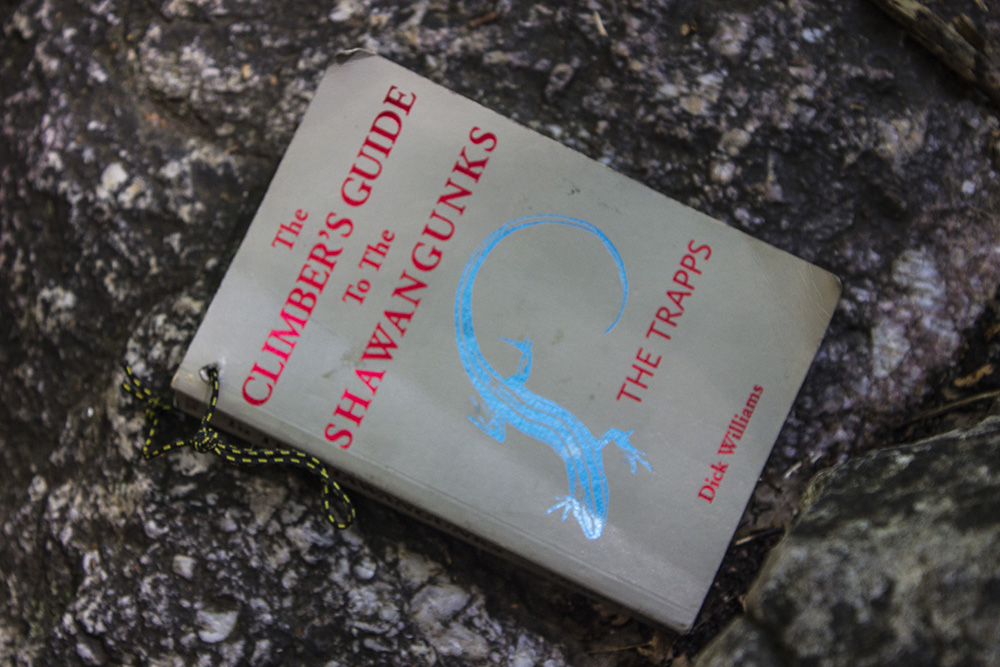 The
CLIMBER'S GUIDE
To The
SHAWANGUNKS
THE TRAPPS
Dick Williams